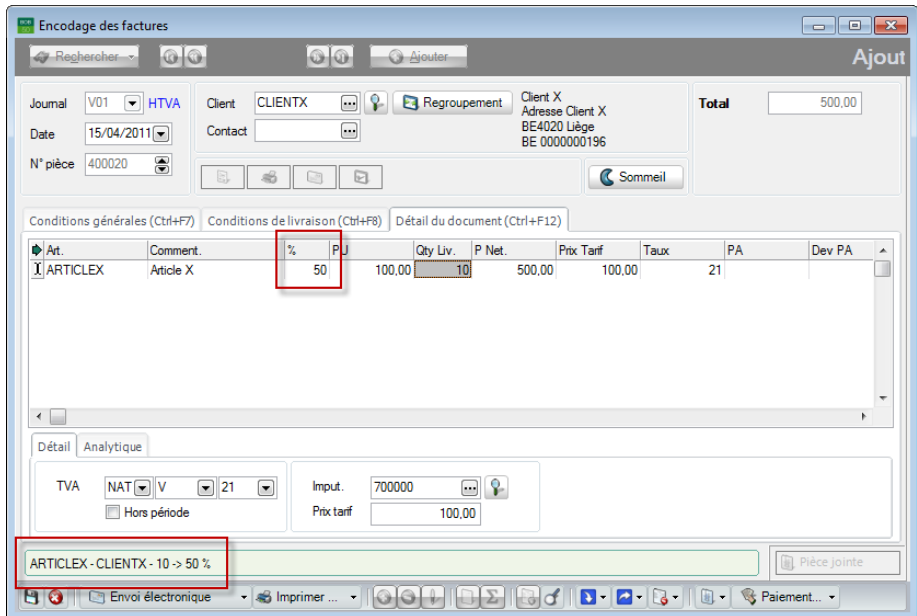 Encodage des factures
Rechercher
Ajouter
Ajout
Journal V01 HTVA
Client CLIENTX
Regroupement
Client X
Adresse Client X
BE4020 Liège
BE 0000000196
Total 500,00
Date 15/04/2011
Contact
N° pièce 400020
Sommeil
Conditions générales (Ctrl+F7) Conditions de livraison (Ctrl+F8) Détail du document (Ctrl+F12)
Art. Comment. % PU Qty Liv. P Net. Prix Tarif Taux PA Dev PA
ARTICLEX Article X 50 100,00 10 500,00 100,00 21
Détail Analytique
TVA NAT V 21
Imput. 700000
Hors période
Prix tarif 100,00
ARTICLEX - CLIENTX - 10 -> 50 %
Pièce jointe
Envoi électronique Imprimer ... Paiement...